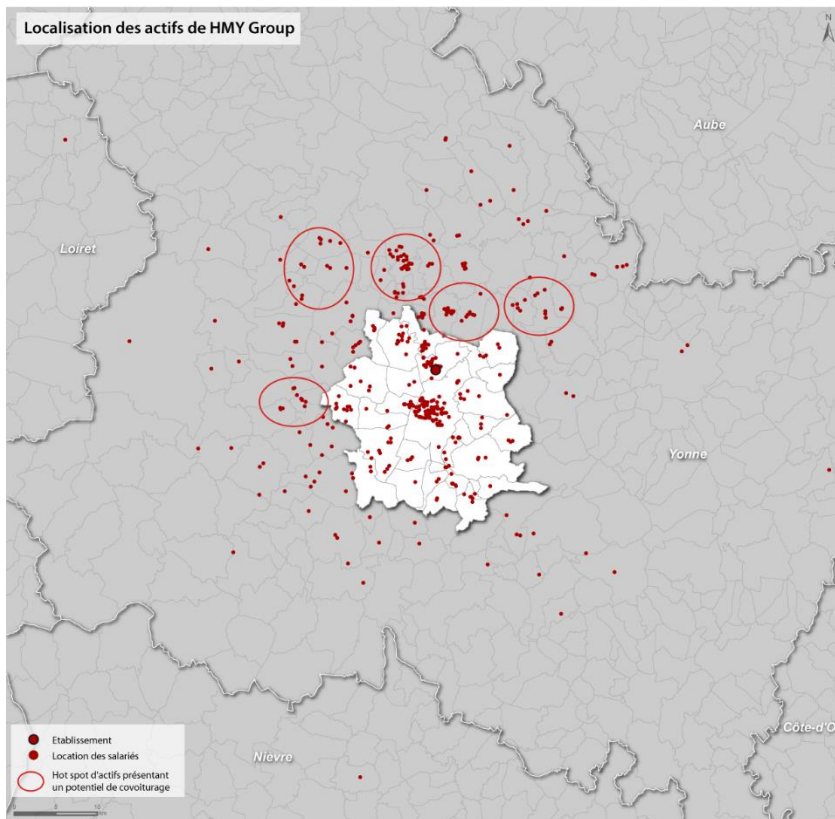 Localisation des actifs de HMY Group
N
Aube
Loiret
Yonne
Côte-d'O
Nièvre
Etablissement
Location des salariés
Hot spot d'actifs présentant
un potentiel de covoiturage
0
10